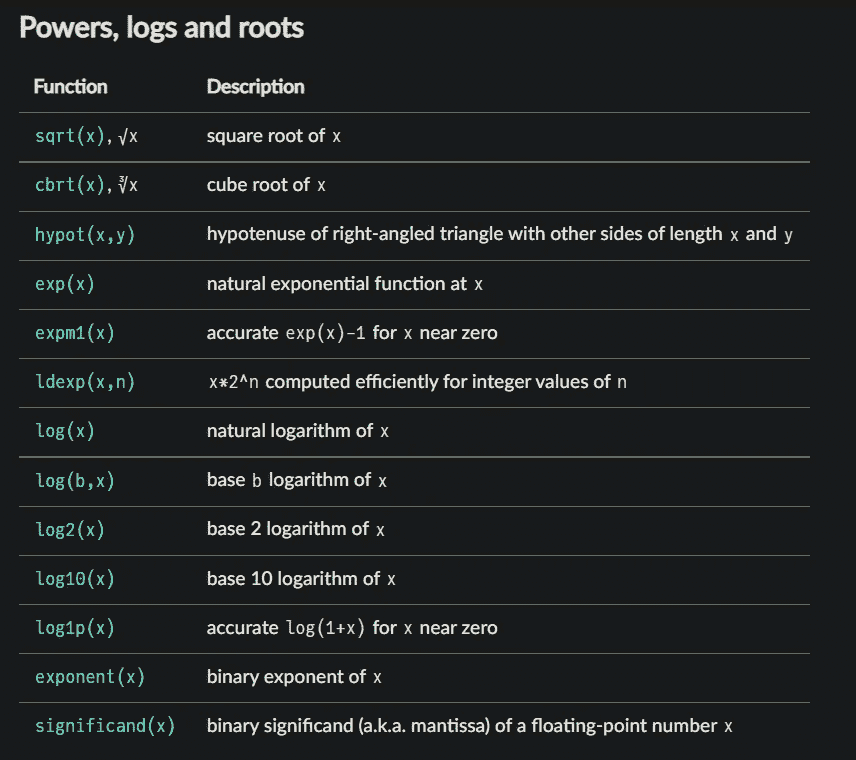 Powers, logs and roots
Function Description
sqrt(x), √x square root of x
cbrt(x), ∛x cube root of x
hypot(x,y) hypotenuse of right-angled triangle with other sides of length x and y
exp(x) natural exponential function at x
expm1(x) accurate exp(x)-1 for x near zero
ldexp(x,n) x*2^n computed efficiently for integer values of n
log(x) natural logarithm of x
log(b,x) base b logarithm of x
log2(x) base 2 logarithm of x
log10(x) base 10 logarithm of x
log1p(x) accurate log(1+x) for x near zero
exponent(x) binary exponent of x
significand(x) binary significand (a.k.a. mantissa) of a floating-point number x